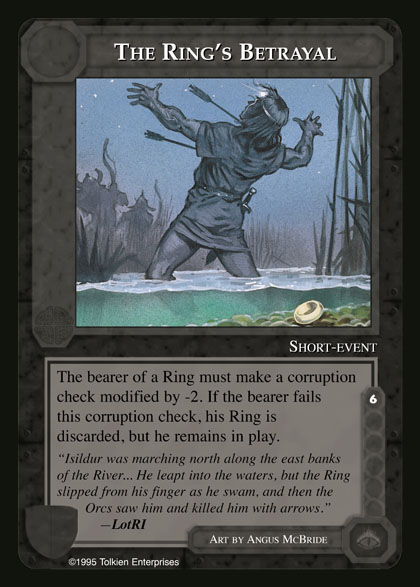 The Ring's Betrayal
Short-event
The bearer of a Ring must make a corruption
check modified by -2. If the bearer fails
this corruption check, his Ring is
discarded, but he remains in play.
6
“Isildur was marching north along the east banks
of the River... He leapt into the waters, but the Ring
slipped from his finger as he swam, and then the
Orcs saw him and killed him with arrows.”
—LotRI
Art by Angus McBride
©1995 Tolkien Enterprises